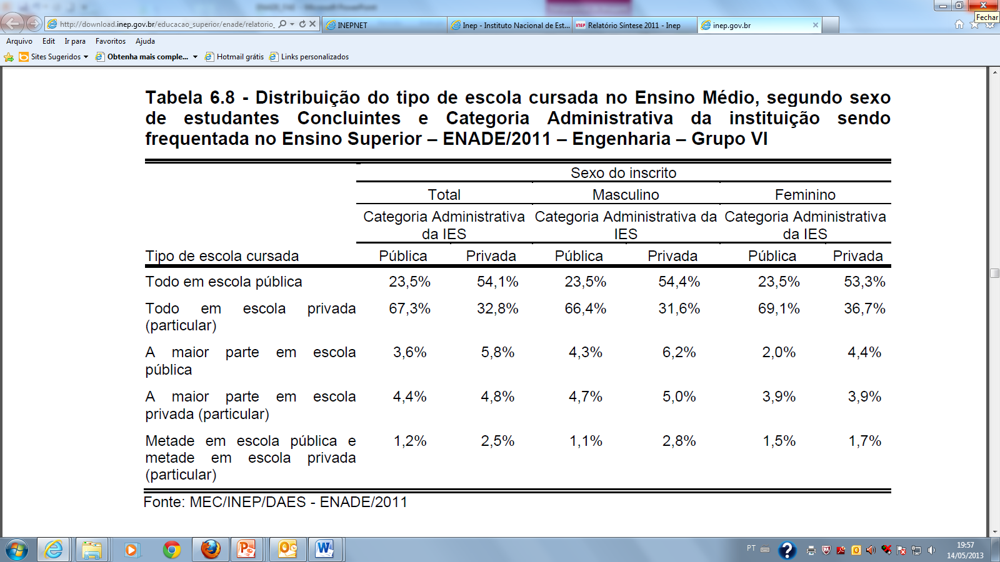 Fechar
http://download.inep.gov.br/educacao_superior/enade/relatorio_
INEPNET
Inep - Instituto Nacional de Est...
INEP Relatório Síntese 2011 - Inep
inep.gov.br
Arquivo Edit Ir para Favoritos Ajuda
Sites Sugeridos Obtenha mais comple... Hotmail grátis Links personalizados
Tabela 6.8 - Distribuição do tipo de escola cursada no Ensino Médio, segundo sexo
de estudantes Concluintes e Categoria Administrativa da instituição sendo
frequentada no Ensino Superior – ENADE/2011 – Engenharia – Grupo VI
Sexo do inscrito
Total Masculino Feminino
Categoria Administrativa Categoria Administrativa da Categoria Administrativa
da IES IES da IES
Tipo de escola cursada Pública Privada Pública Privada Pública Privada
Todo em escola pública 23,5% 54,1% 23,5% 54,4% 23,5% 53,3%
Todo em escola privada 67,3% 32,8% 66,4% 31,6% 69,1% 36,7%
(particular)
A maior parte em escola 3,6% 5,8% 4,3% 6,2% 2,0% 4,4%
pública
A maior parte em escola 4,4% 4,8% 4,7% 5,0% 3,9% 3,9%
privada (particular)
Metade em escola pública e 1,2% 2,5% 1,1% 2,8% 1,5% 1,7%
metade em escola privada
(particular)
Fonte: MEC/INEP/DAES - ENADE/2011
PT
19:57
14/05/2013